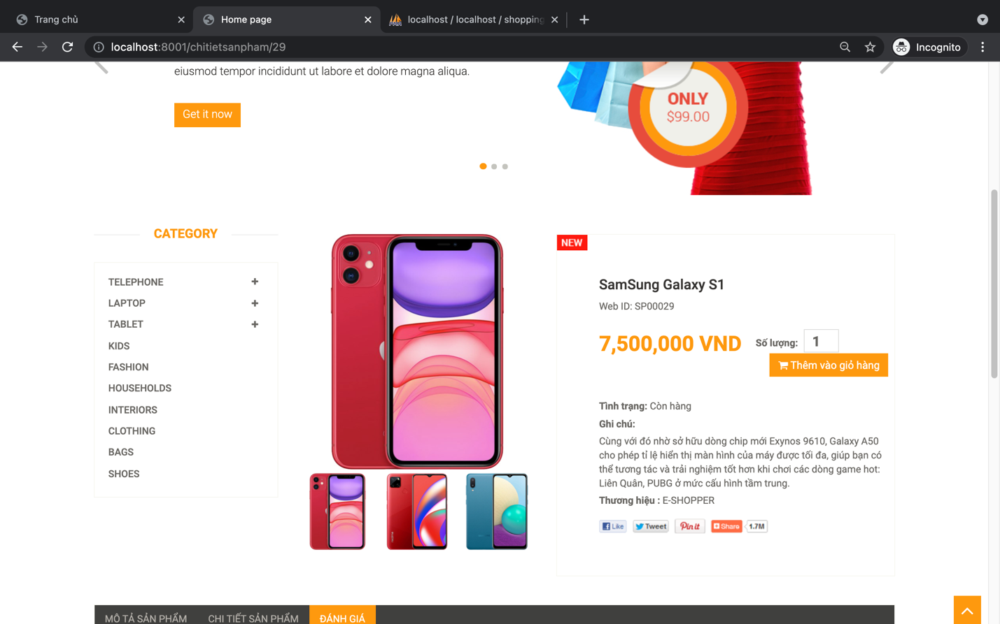 Trang chủ
Home page
localhost / localhost / shopping
localhost:8001/chitietsanpham/29
Incognito
eiusmod tempor incididunt ut labore et dolore magna aliqua.
Get it now
ONLY
$99.00
CATEGORY
TELEPHONE
LAPTOP
TABLET
KIDS
FASHION
HOUSEHOLDS
INTERIORS
CLOTHING
BAGS
SHOES
NEW
SamSung Galaxy S1
Web ID: SP00029
7,500,000 VND Số lượng: 1
Thêm vào giỏ hàng
Tình trạng: Còn hàng
Ghi chú:
Cùng với đó nhờ sở hữu dòng chip mới Exynos 9610, Galaxy A50
cho phép tỉ lệ hiển thị màn hình của máy được tối đa, giúp bạn có
thể tương tác và trải nghiệm tốt hơn khi chơi các dòng game hot:
Liên Quân, PUBG ở mức cấu hình tầm trung.
Thương hiệu : E-SHOPPER
Like Tweet Pin it Share 1.7M
MÔ TẢ SẢN PHẨM CHI TIẾT SẢN PHẨM ĐÁNH GIÁ